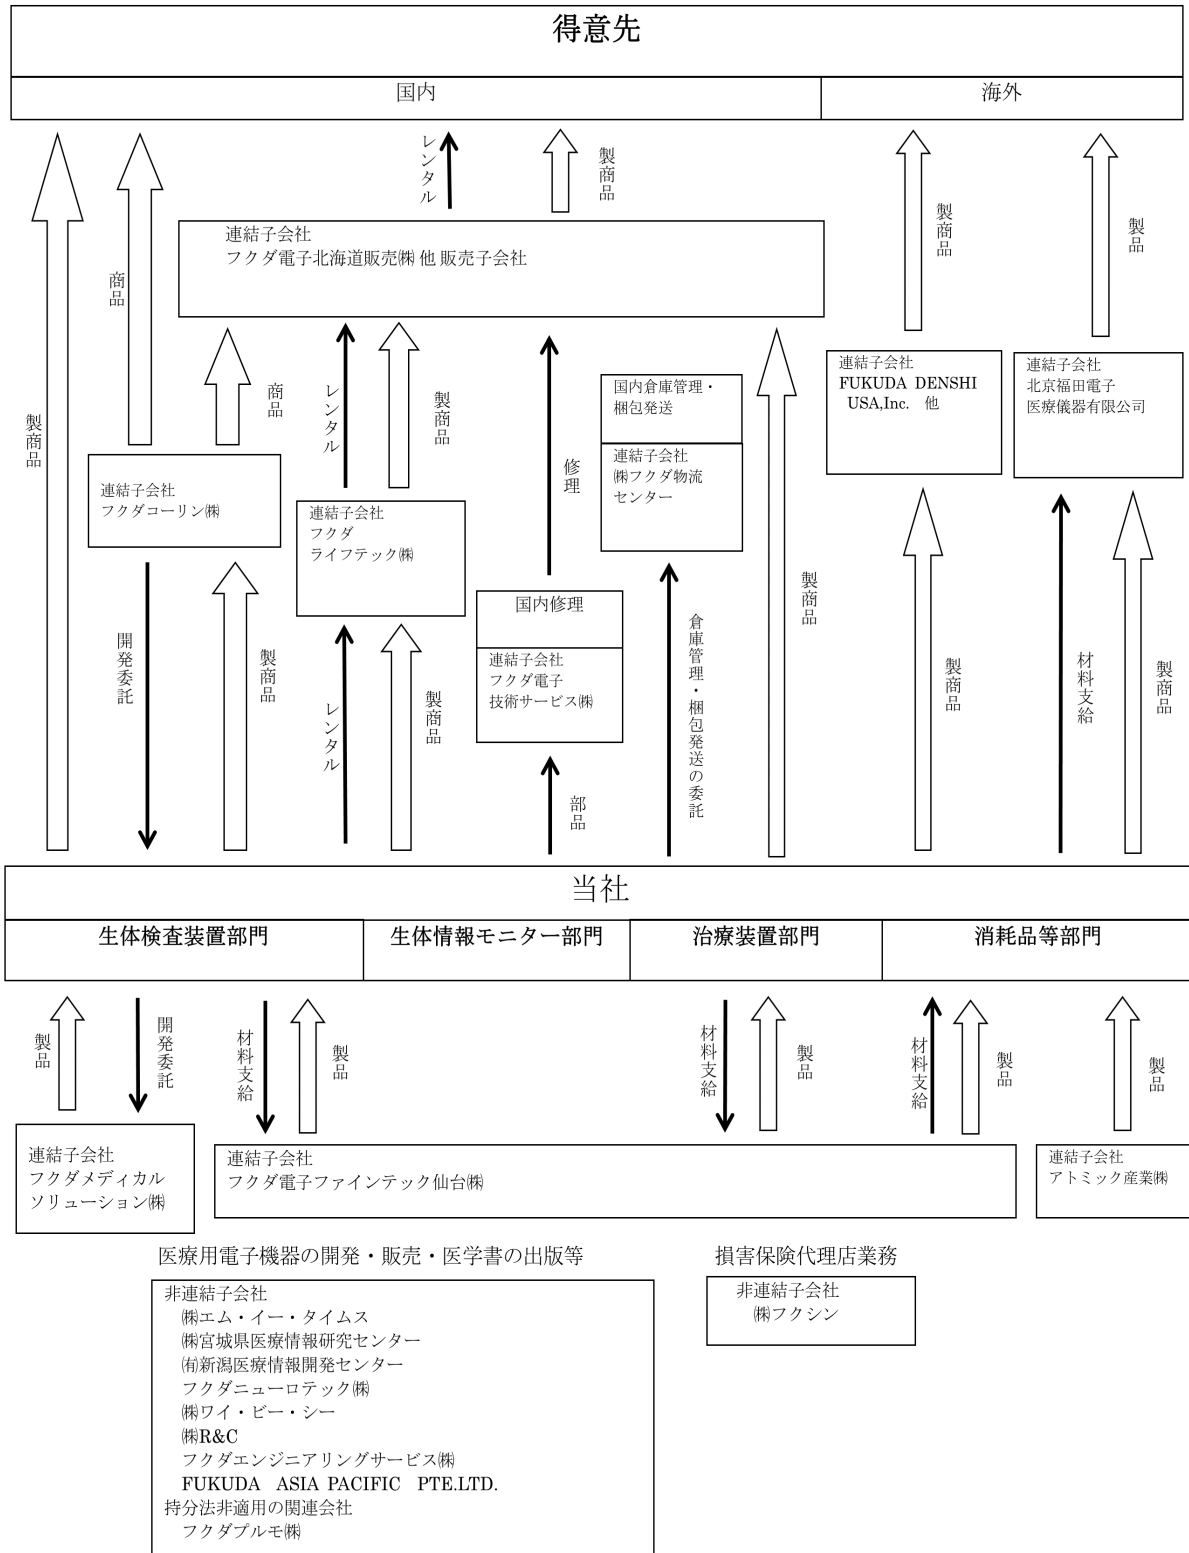 得意先
国内
海外
レンタル
製商品
製商品
製品
連結子会社
フクダ電子北海道販売㈱ 他 販売子会社
商品
製商品
商品
レンタル
製商品
修理
国内倉庫管理・
梱包発送
連結子会社
㈱フクダ物流
センター
連結子会社
FUKUDA DENSHI
USA,Inc. 他
連結子会社
北京福田電子
医療儀器有限公司
連結子会社
フクダコーリン㈱
連結子会社
フクダ
ライフテック㈱
製商品
国内修理
連結子会社
フクダ電子
技術サービス㈱
開発委託
製商品
レンタル
製商品
部品
倉庫管理・梱包発送の委託
製商品
材料支給
製商品
当社
生体検査装置部門
生体情報モニター部門
治療装置部門
消耗品等部門
製品
開発委託
材料支給
製品
材料支給
製品
材料支給
製品
製品
連結子会社
フクダメディカル
ソリューション㈱
連結子会社
フクダ電子ファインテック仙台㈱
連結子会社
アトミック産業㈱
医療用電子機器の開発・販売・医学書の出版等
非連結子会社
㈱エム・イー・タイムス
㈱宮城県医療情報研究センター
㈲新潟医療情報開発センター
フクダニューロテック㈱
㈱ワイ・ビー・シー
㈱R&C
フクダエンジニアリングサービス㈱
FUKUDA ASIA PACIFIC PTE.LTD.
持分法非適用の関連会社
フクダプルモ㈱
損害保険代理店業務
非連結子会社
㈱フクシン